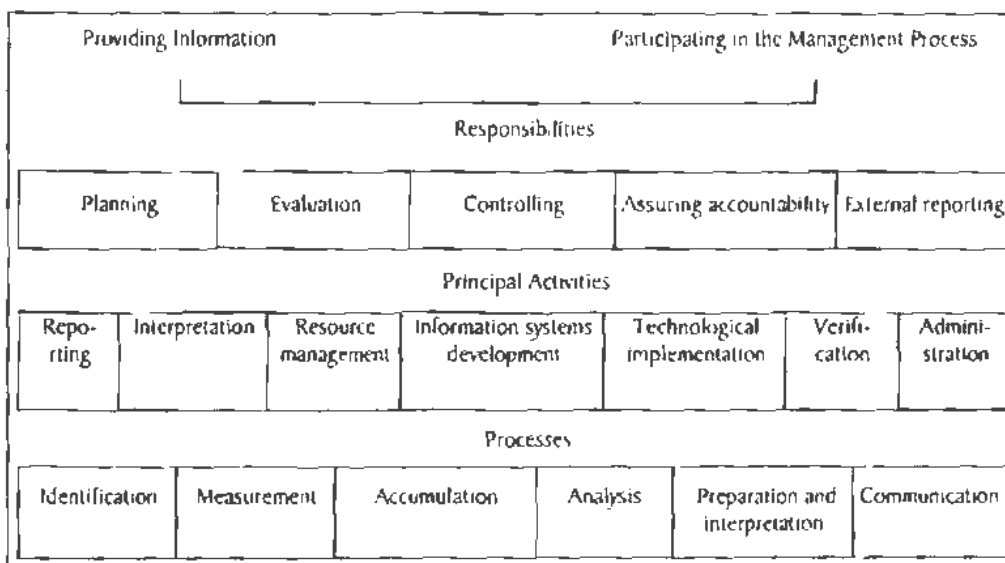 Providing Information
Participating in the Management Process
Responsibilities
Planning
Evaluation
Controlling
Assuring accountability
External reporting
Principal Activities
Repo-
rting
Interpretation
Resource
management
Information systems
development
Technological
implementation
Verifi-
cation
Admini-
stration
Processes
Identification
Measurement
Accumulation
Analysis
Preparation and
interpretation
Communication